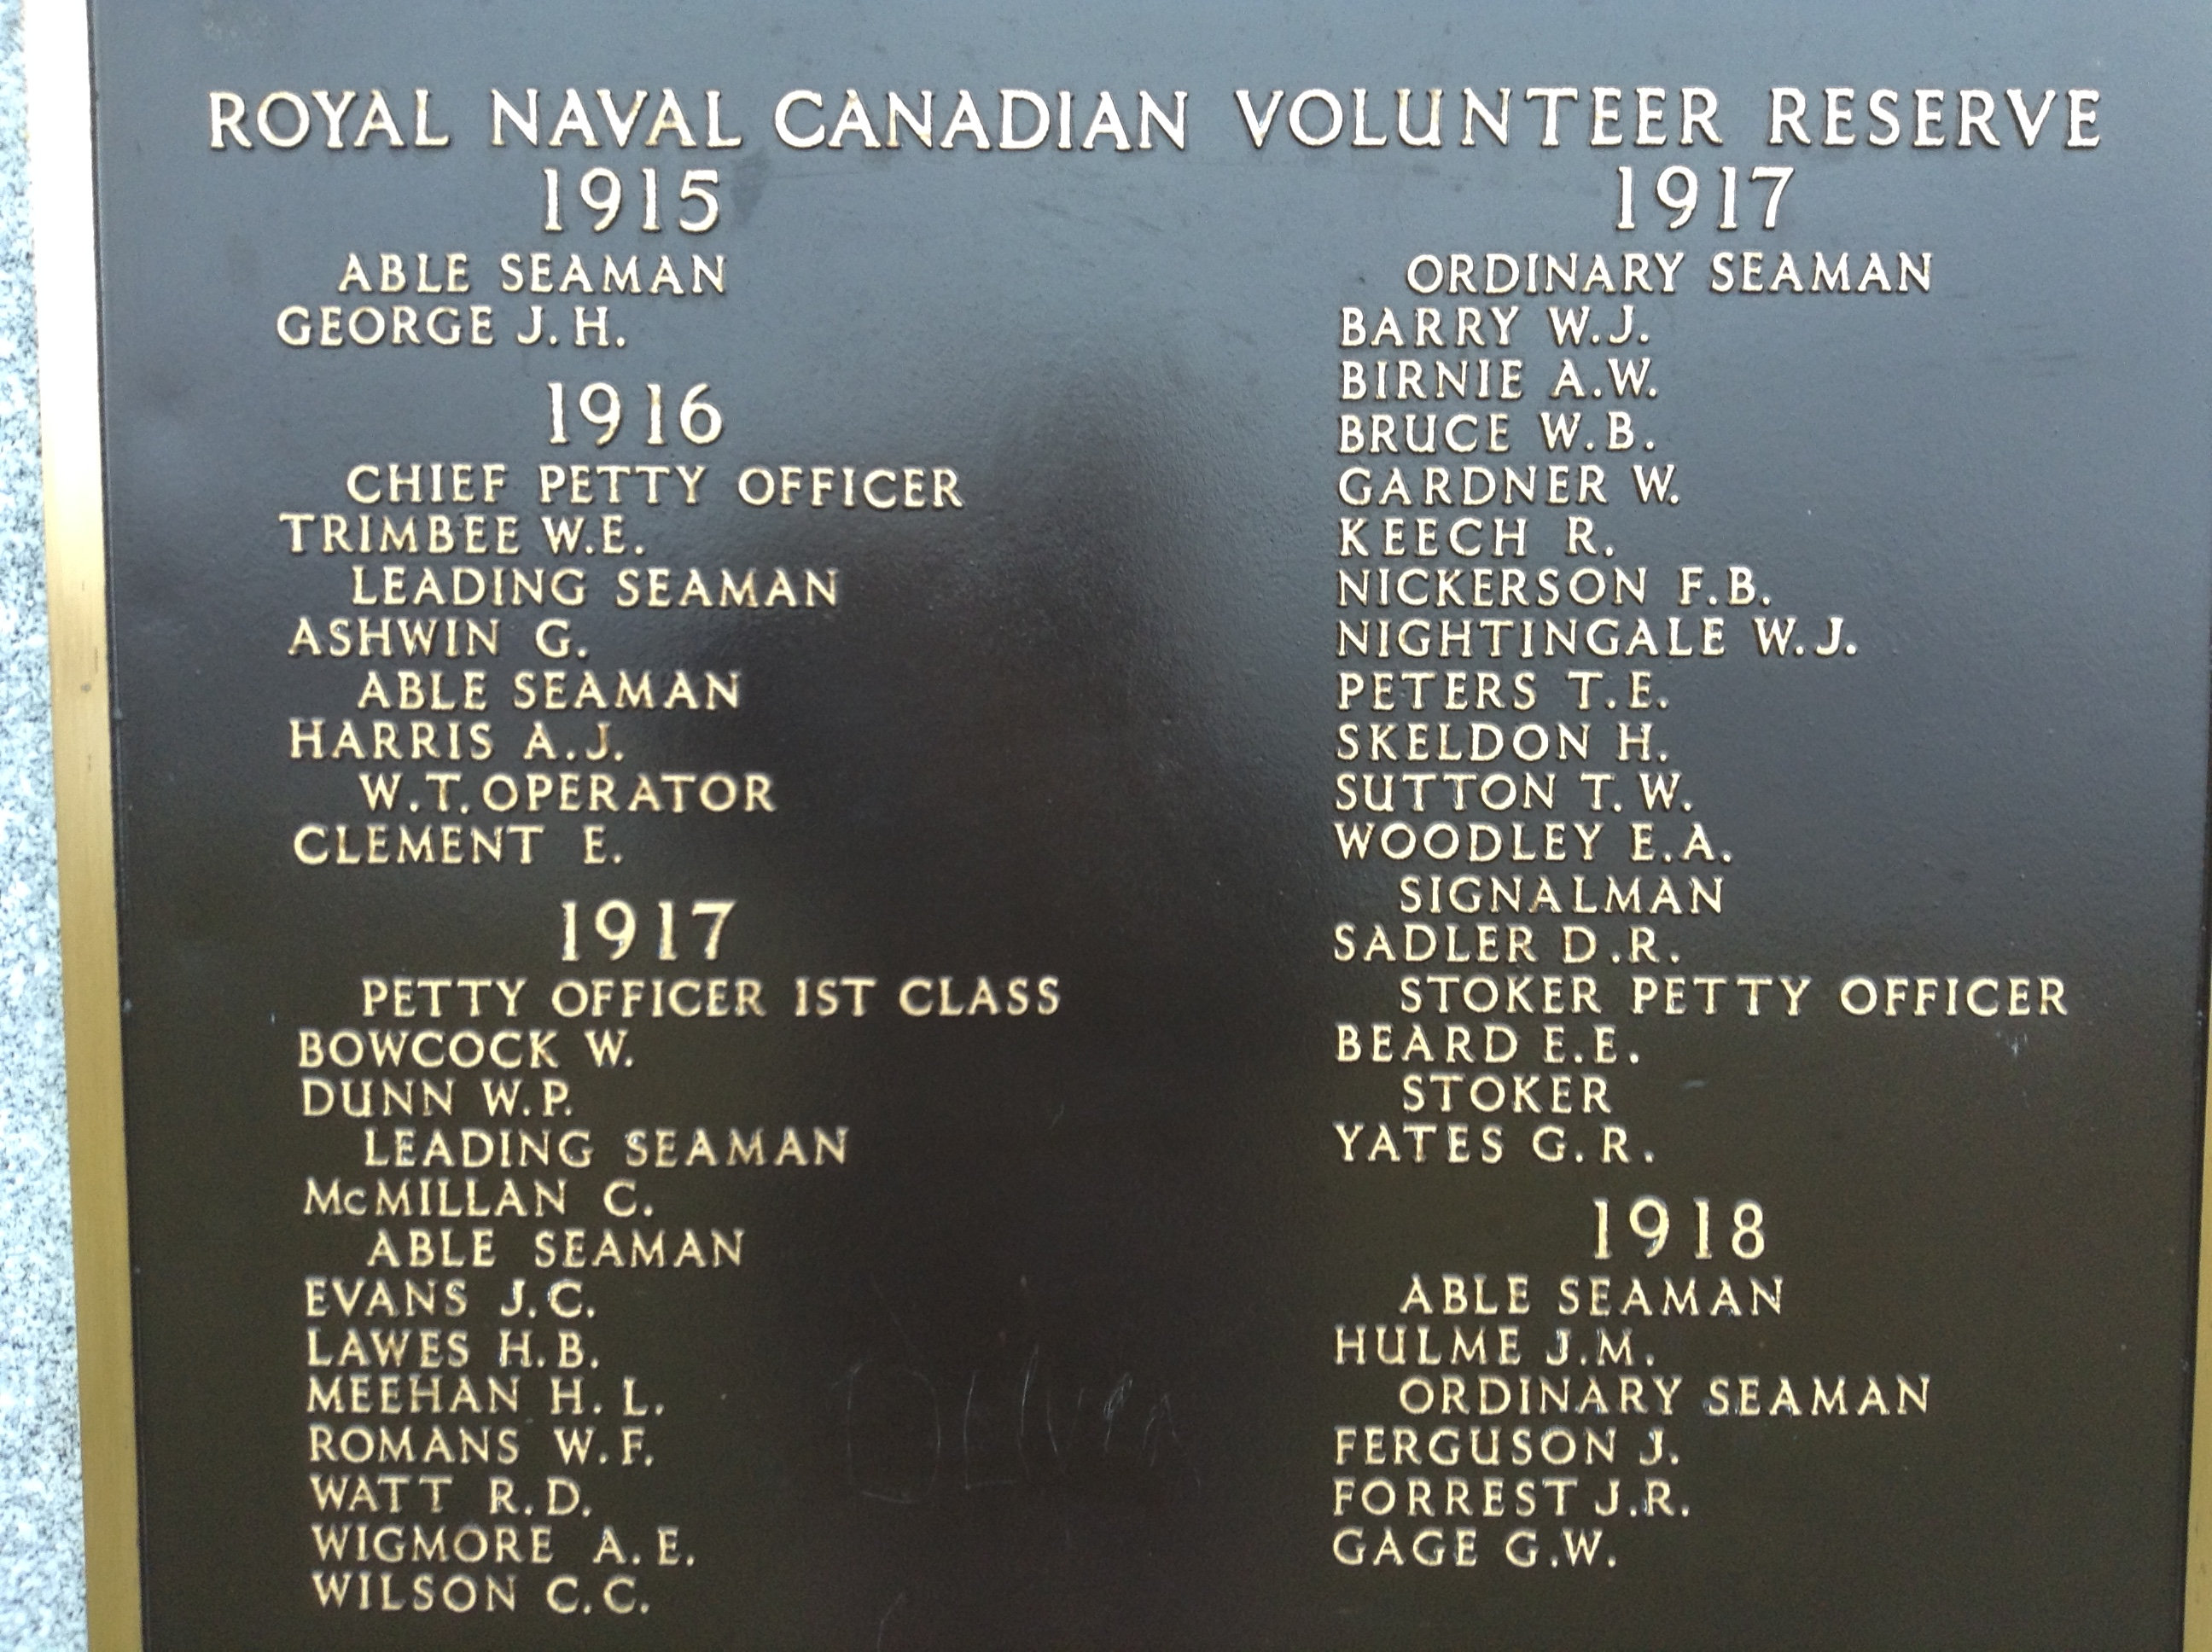 ROYAL NAVAL CANADIAN VOLUNTEER RESERVE
1915
ABLE SEAMAN
GEORGE J.H.
1916
CHIEF PETTY OFFICER
TRIMBEE W.E.
LEADING SEAMAN
ASHWIN G.
ABLE SEAMAN
HARRIS A.J.
W.T. OPERATOR
CLEMENT E.
1917
PETTY OFFICER 1ST CLASS
BOWCOCK W.
DUNN W.P.
LEADING SEAMAN
McMILLAN C.
ABLE SEAMAN
EVANS J.C.
LAWES H.B.
MEEHAN H.L.
ROMANS W.F.
WATT R.D.
WIGMORE A.E.
WILSON C.C.
1917
ORDINARY SEAMAN
BARRY W.J.
BIRNIE A.W.
BRUCE W.B.
GARDNER W.
KEECH R.
NICKERSON F.B.
NIGHTINGALE W.J.
PETERS T.E.
SKELDON H.
SUTTON T.W.
WOODLEY E.A.
SIGNALMAN
SADLER D.R.
STOKER PETTY OFFICER
BEARD E.E.
STOKER
YATES G.R.
1918
ABLE SEAMAN
HULME J.M.
ORDINARY SEAMAN
FERGUSON J.
FORREST J.R.
GAGE G.W.